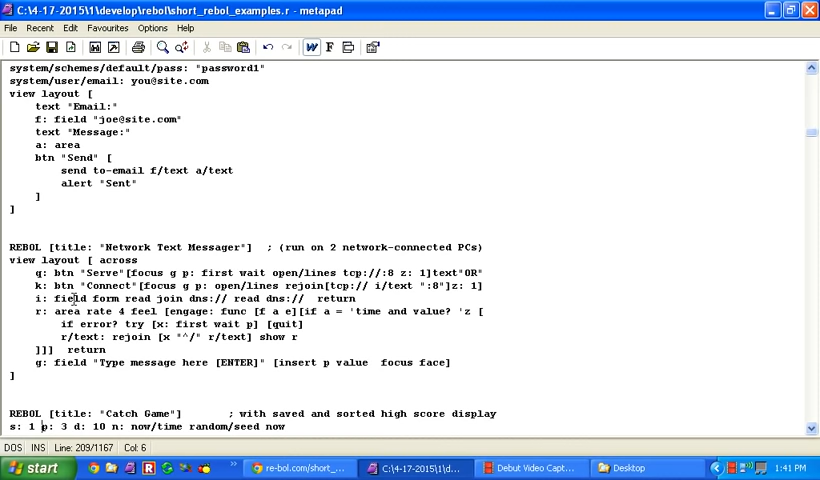 C:\4-17-2015\1\develop\rebol\short_rebol_examples.r - metapad
File Edit Favourites Options Help
system/schemes/default/pass: "password1"
system/user/email: you@site.com
view layout [
text "Email:"
f: field "joe@site.com"
text "Message:"
a: area
btn "Send" [
send to-email f/text a/text
alert "Sent"
]
]
REBOL [title: "Network Text Messager"] ; (run on 2 network-connected PCs)
view layout [ across
q: btn "Serve"[focus g p: first wait open/lines tcp://:8 z: 1]text"OR"
k: btn "Connect"[focus g p: open/lines rejoin[tcp:// i/text ":8"]z: 1]
i: field form read join dns:// read dns:// return
r: area rate 4 feel [engage: func [f a e][if a = 'time and value? 'z [
if error? try [x: first wait p] [quit]
r/text: rejoin [x "^/" r/text] show r
]]] return
g: field "Type message here [ENTER]" [insert p value focus face]
]
REBOL [title: "Catch Game"] ; with saved and sorted high score display
s: 1 p: 3 d: 10 n: now/time random/seed now
DOS INS Line: 209/1167 Col: 6
start re-bol.com/short_... C:\4-17-2015\1\d... Debut Video Capt... Desktop 1:41 PM